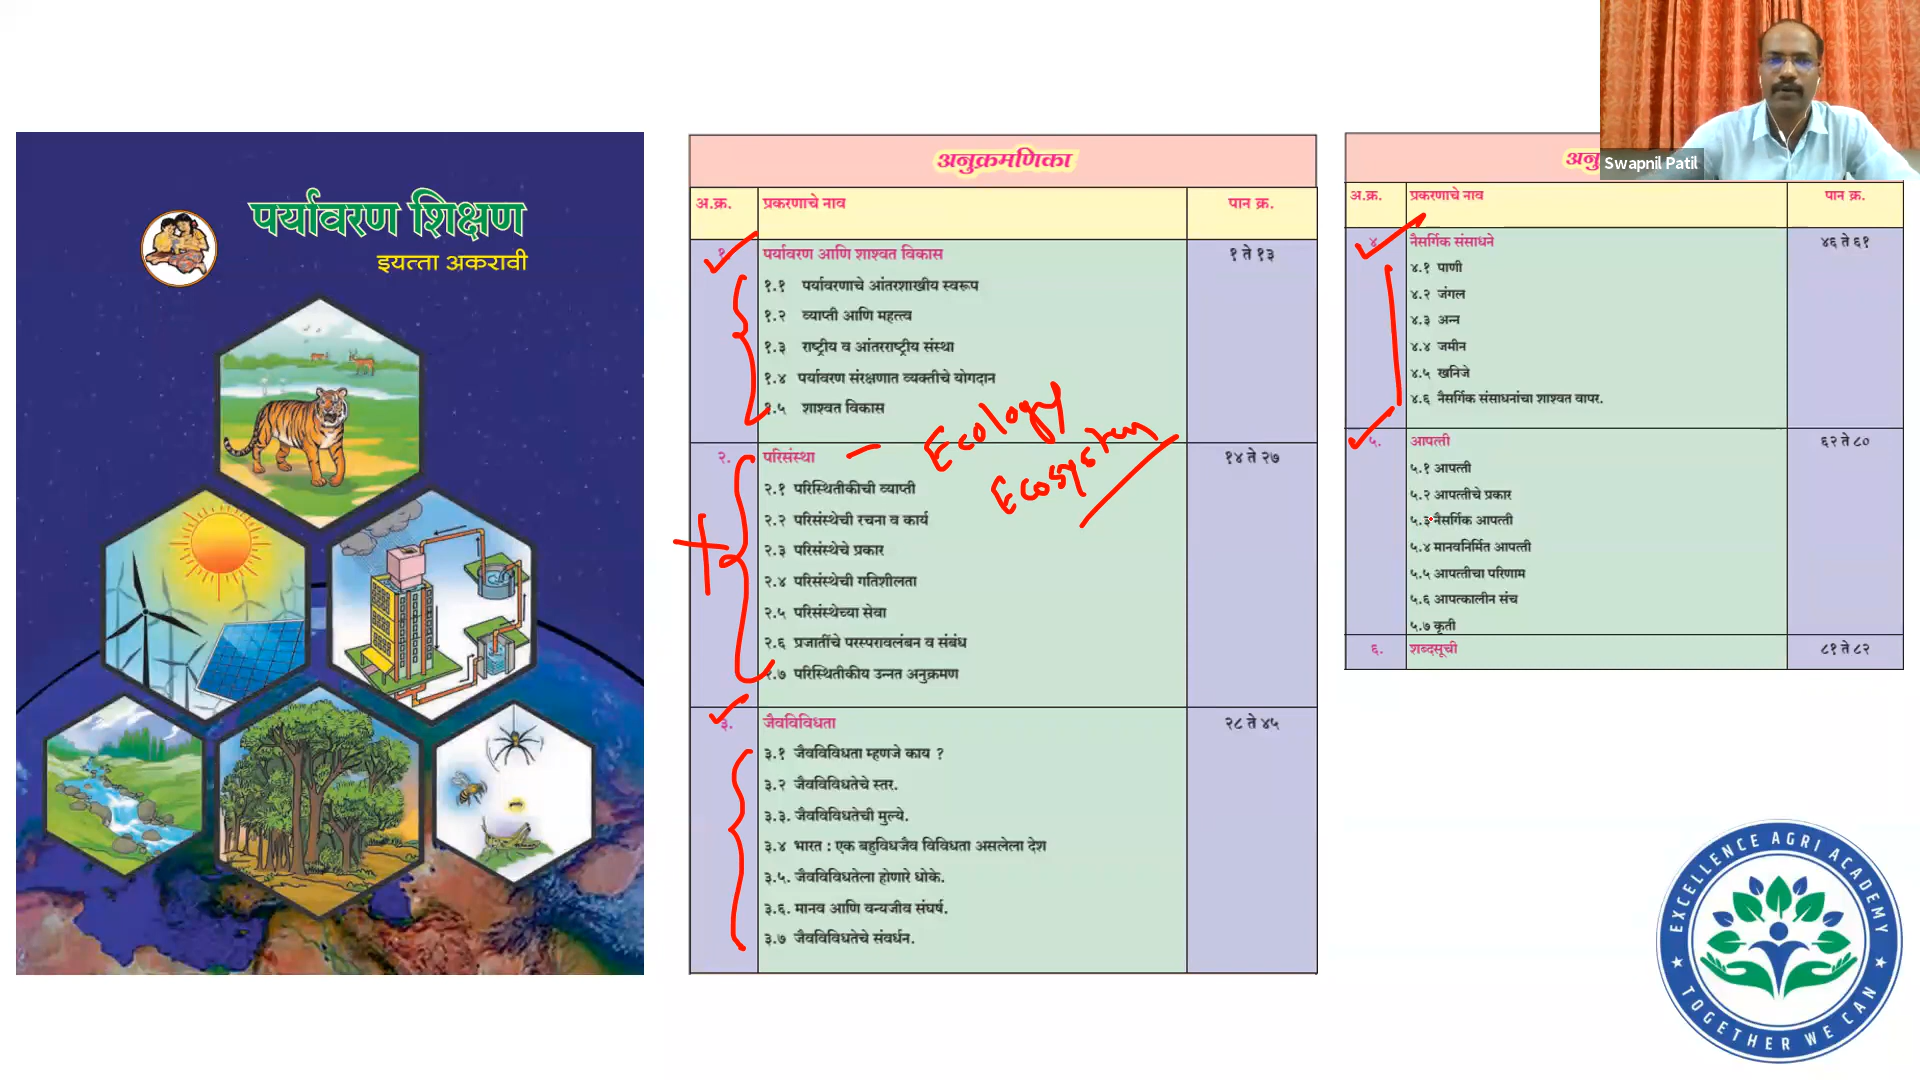 पर्यावरण शिक्षण
इयत्ता अकरावी
अनुक्रमणिका
अ.क्र. प्रकरणाचे नाव पान क्र.
१. पर्यावरण आणि शाश्वत विकास १ ते १३
१.१ पर्यावरणाचे आंतरशाखीय स्वरूप
१.२ व्याप्ती आणि महत्त्व
१.३ राष्ट्रीय व आंतरराष्ट्रीय संस्था
१.४ पर्यावरण संरक्षणात व्यक्तीचे योगदान
१.५ शाश्वत विकास
Ecology
Ecosystem
२. परिसंस्था १४ ते २७
२.१ परिस्थितीकीची व्याप्ती
२.२ परिसंस्थेची रचना व कार्य
२.३ परिसंस्थेचे प्रकार
२.४ परिसंस्थेची गतिशीलता
२.५ परिसंस्थेच्या सेवा
२.६ प्रजातींचे परस्परावलंबन व संबंध
२.७ परिस्थितीकीय उन्नत अनुक्रमण
३. जैवविविधता २८ ते ४५
३.१ जैवविविधता म्हणजे काय ?
३.२ जैवविविधतेचे स्तर.
३.३. जैवविविधतेची मुल्ये.
३.४ भारत : एक बहुविधजैव विविधता असलेला देश
३.५. जैवविविधतेला होणारे धोके.
३.६. मानव आणि वन्यजीव संघर्ष.
३.७ जैवविविधतेचे संवर्धन.
अनु
अ.क्र. प्रकरणाचे नाव पान क्र.
४ नैसर्गिक संसाधने ४६ ते ६१
४.१ पाणी
४.२ जंगल
४.३ अन्न
४.४ जमीन
४.५ खनिजे
४.६ नैसर्गिक संसाधनांचा शाश्वत वापर.
५. आपत्ती ६२ ते ८०
५.१ आपत्ती
५.२ आपत्तीचे प्रकार
५.३ नैसर्गिक आपत्ती
५.४ मानवनिर्मित आपत्ती
५.५ आपत्तीचा परिणाम
५.६ आपत्कालीन संच
५.७ कृती
६. शब्दसूची ८१ ते ८२
Swapnil Patil
EXCELLENCE AGRI ACADEMY
TOGETHER WE CAN